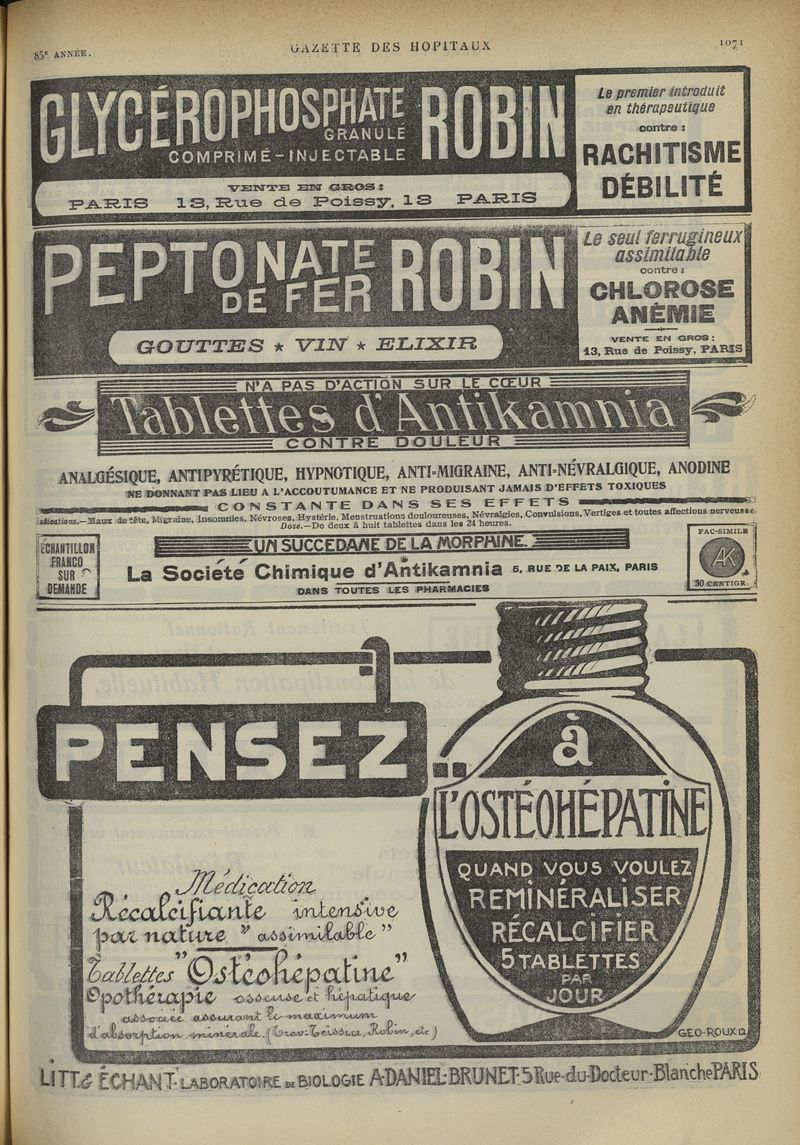 85e ANNÉE.
GAZETTE DES HOPITAUX
1071
GLYCÉROPHOSPHATE ROBIN
GRANULÉ
COMPRIMÉ-INJECTABLE
VENTE EN GROS:
PARIS 13, Rue de Poissy, 13 PARIS
Le premier introduit
en thérapeutique
contre:
RACHITISME
DÉBILITÉ
PEPTONATE DE FER ROBIN
GOUTTES ★ VIN ★ ELIXIR
Le seul ferrugineux
assimilable
contre:
CHLOROSE
ANÉMIE
VENTE EN GROS:
13, Rue de Poissy, PARIS
N'A PAS D'ACTION SUR LE CŒUR
Tablettes d'Antikamnia
CONTRE DOULEUR
ANALGÉSIQUE, ANTIPYRÉTIQUE, HYPNOTIQUE, ANTI-MIGRAINE, ANTI-NÉVRALGIQUE, ANODINE
NE DONNANT PAS LIEU A L'ACCOUTUMANCE ET NE PRODUISANT JAMAIS D'EFFETS TOXIQUES
CONSTANTE DANS SES EFFETS
Indications.—Maux de tête, Migraine, Insomnies, Névroses, Hystérie, Menstruations douloureuses, Névralgies, Convulsions, Vertiges et toutes affections nerveuses
Dose.—De deux à huit tablettes dans les 24 heures.
ÉCHANTILLON
FRANCO
SUR
DEMANDE
UN SUCCÉDANÉ DE LA MORPHINE.
La Société Chimique d'Antikamnia 5, RUE DE LA PAIX, PARIS
DANS TOUTES LES PHARMACIES
FAC-SIMILE
AK
30 CENTIGR.
PENSEZ
à
L'OSTÉOHÉPATINE
QUAND VOUS VOULEZ
REMINÉRALISER
RÉCALCIFIER
5 TABLETTES
PAR
JOUR
Médication
Récalcifiante intensive
par nature "assimilable"
Tablettes "Ostéohépatine"
Opothérapie osseuse et hépatique
associée assurant le maximum
d'absorption minérale. (Trav. Teissier, Robin, etc)
GEO-ROUX 12
LITT. & ÉCHANT. LABORATOIRE DE BIOLOGIE A·DANIEL·BRUNET·5 Rue·du·Docteur·Blanche PARIS